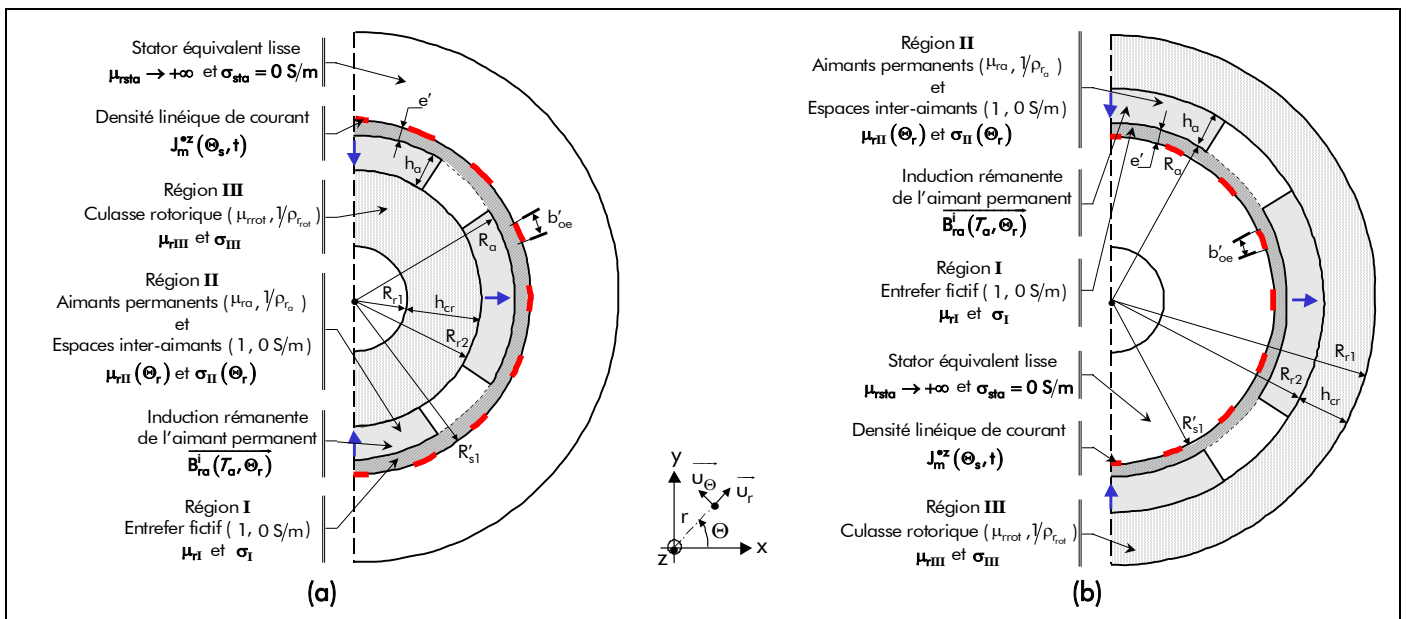 Stator équivalent lisse
μrsta → +∞ et σsta = 0 S/m
Densité linéique de courant
J_m^•z(Θs, t)
Région III
Culasse rotorique (μrrot, 1/ρrrot)
μrIII et σIII
Région II
Aimants permanents (μra, 1/ρra)
et
Espaces inter-aimants (1, 0 S/m)
μrII(Θr) et σII(Θr)
Induction rémanente
de l'aimant permanent
B_ra^i(Ta, Θr)
Région I
Entrefer fictif (1, 0 S/m)
μrI et σI
e'
ha
b'oe
Ra
Rr1
hcr
Rr2
R's1
(a)
y
uΘ
ur
r
Θ
z
x
Région II
Aimants permanents (μra, 1/ρra)
et
Espaces inter-aimants (1, 0 S/m)
μrII(Θr) et σII(Θr)
Induction rémanente
de l'aimant permanent
B_ra^i(Ta, Θr)
Région I
Entrefer fictif (1, 0 S/m)
μrI et σI
Stator équivalent lisse
μrsta → +∞ et σsta = 0 S/m
Densité linéique de courant
J_m^•z(Θs, t)
Région III
Culasse rotorique (μrrot, 1/ρrrot)
μrIII et σIII
ha
e'
Ra
b'oe
Rr1
Rr2
hcr
R's1
(b)